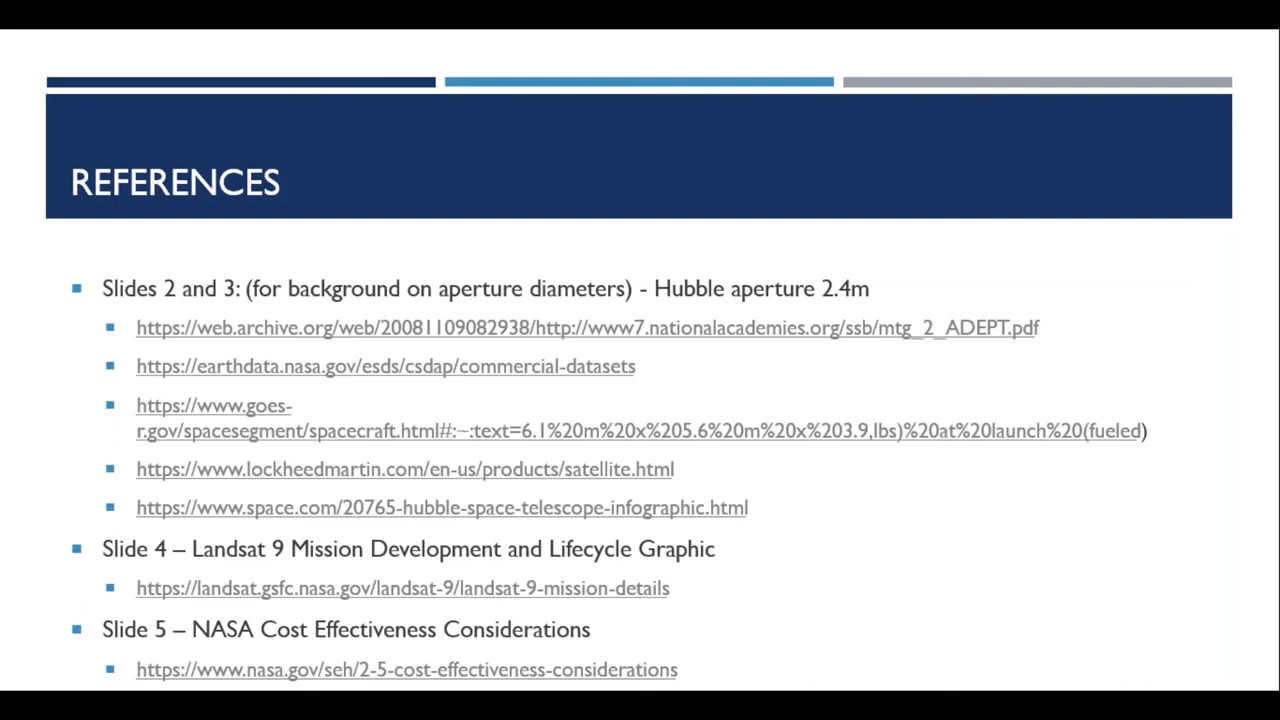 REFERENCES
Slides 2 and 3: (for background on aperture diameters) - Hubble aperture 2.4m
https://web.archive.org/web/20081109082938/http://www7.nationalacademies.org/ssb/mtg_2_ADEPT.pdf
https://earthdata.nasa.gov/esds/csdap/commercial-datasets
https://www.goes-
r.gov/spacesegment/spacecraft.html#:~:text=6.1%20m%20x%205.6%20m%20x%203.9,lbs)%20at%20launch%20(fueled)
https://www.lockheedmartin.com/en-us/products/satellite.html
https://www.space.com/20765-hubble-space-telescope-infographic.html
Slide 4 – Landsat 9 Mission Development and Lifecycle Graphic
https://landsat.gsfc.nasa.gov/landsat-9/landsat-9-mission-details
Slide 5 – NASA Cost Effectiveness Considerations
https://www.nasa.gov/seh/2-5-cost-effectiveness-considerations